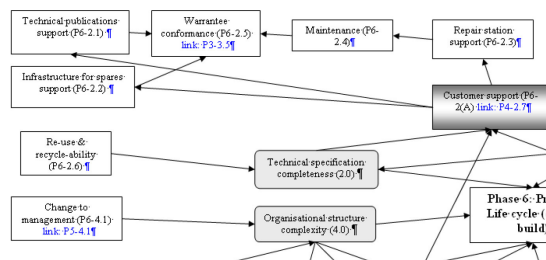 Technical·publications·
support·(P6-2.1)·¶
Warrantee·
conformance·(P6-2.5)·
link:·P3-3.5¶
Maintenance·(P6-
2.4)¶
Repair·station·
support·(P6-2.3)¶
Infrastructure·for·spares·
support·(P6-2.2)·¶
Customer·support·(P6-
2(A)·link:·P4-2.7¶
Re-use·&·
recycle-ability·
(P6-2.6)¶
Technical·specification·
completeness·(2.0)·¶
Change·to·
management·(P6-4.1)·
link:·P5-4.1¶
Organisational·structure·
complexity·(4.0)·¶
Phase·6:
Life·cycle·(
build)